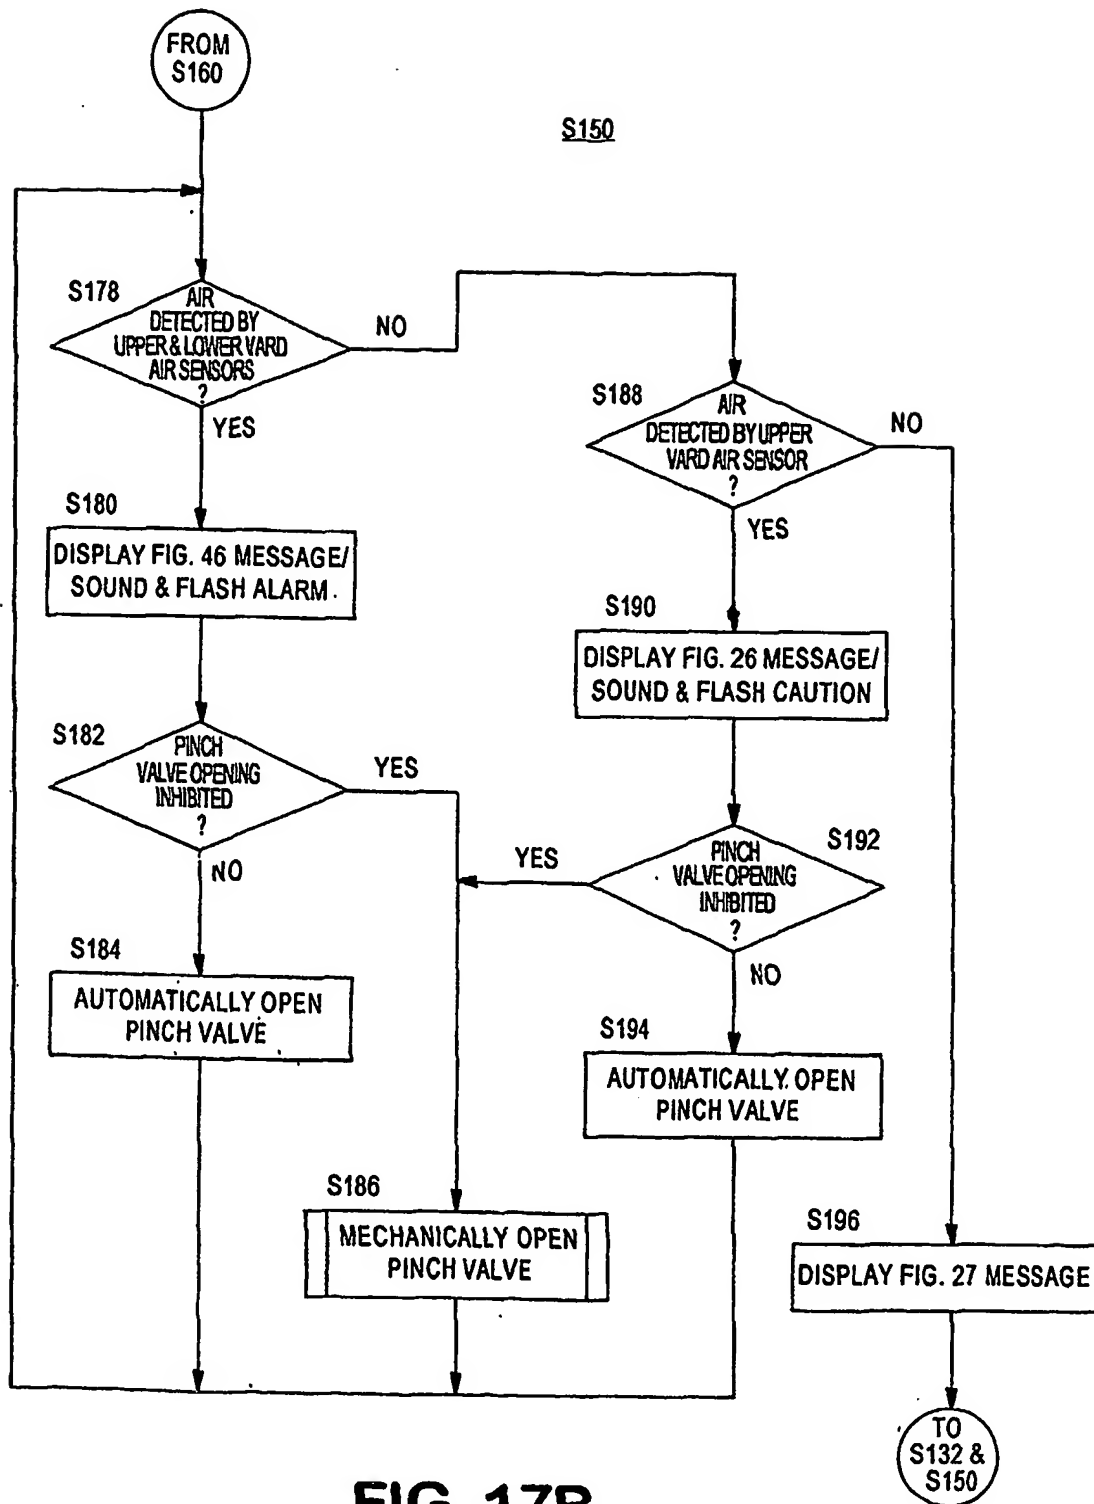 FROM
S160
S150
S178
AIR
DETECTED BY
UPPER & LOWER VARD
AIR SENSORS
?
NO
YES
S188
AIR
DETECTED BY UPPER
VARD AIR SENSOR
?
NO
YES
S180
DISPLAY FIG. 46 MESSAGE/
SOUND & FLASH ALARM
S190
DISPLAY FIG. 26 MESSAGE/
SOUND & FLASH CAUTION
S182
PINCH
VALVE OPENING
INHIBITED
?
YES
NO
S192
PINCH
VALVE OPENING
INHIBITED
?
YES
NO
S184
AUTOMATICALLY OPEN
PINCH VALVE
S194
AUTOMATICALLY OPEN
PINCH VALVE
S186
MECHANICALLY OPEN
PINCH VALVE
S196
DISPLAY FIG. 27 MESSAGE
TO
S132 &
S150
FIG. 17B